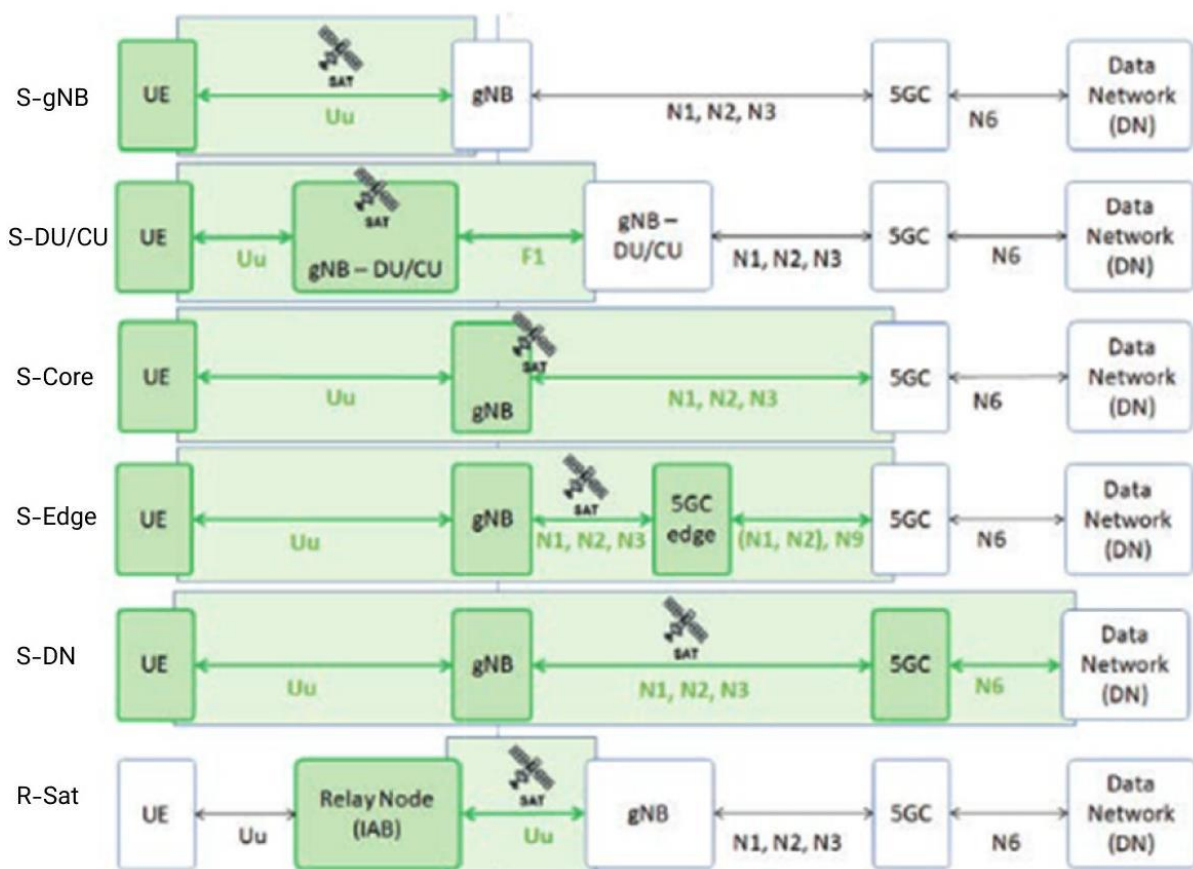 S-gNB
UE
SAT
Uu
gNB
N1, N2, N3
5GC
N6
Data
Network
(DN)
S-DU/CU
UE
Uu
SAT
gNB – DU/CU
F1
gNB –
DU/CU
N1, N2, N3
5GC
N6
Data
Network
(DN)
S-Core
UE
Uu
SAT
gNB
N1, N2, N3
5GC
N6
Data
Network
(DN)
S-Edge
UE
Uu
gNB
SAT
N1, N2, N3
5GC
edge
(N1, N2), N9
5GC
N6
Data
Network
(DN)
S-DN
UE
Uu
gNB
SAT
N1, N2, N3
5GC
N6
Data
Network
(DN)
R-Sat
UE
Uu
Relay Node
(IAB)
SAT
Uu
gNB
N1, N2, N3
5GC
N6
Data
Network
(DN)